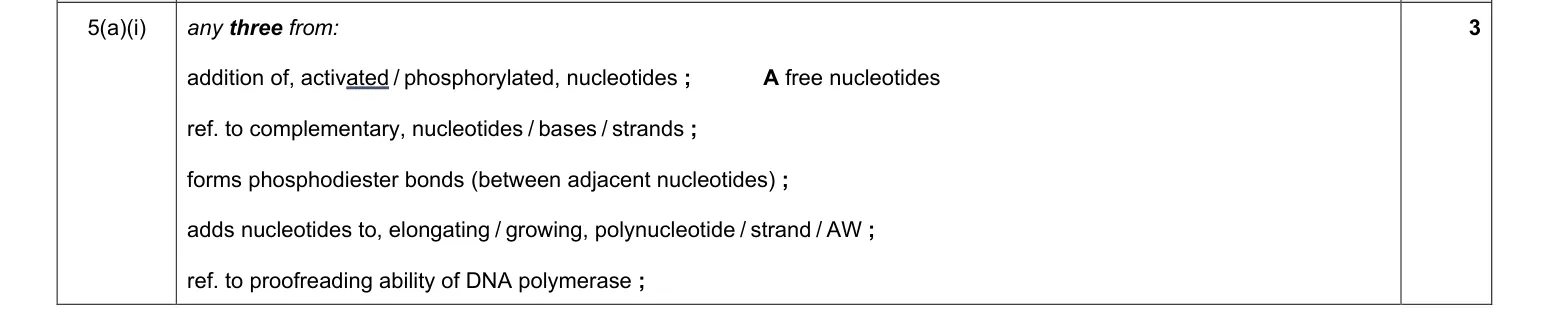 5(a)(i) any three from: 3
addition of, activated / phosphorylated, nucleotides ; A free nucleotides
ref. to complementary, nucleotides / bases / strands ;
forms phosphodiester bonds (between adjacent nucleotides) ;
adds nucleotides to, elongating / growing, polynucleotide / strand / AW ;
ref. to proofreading ability of DNA polymerase ;